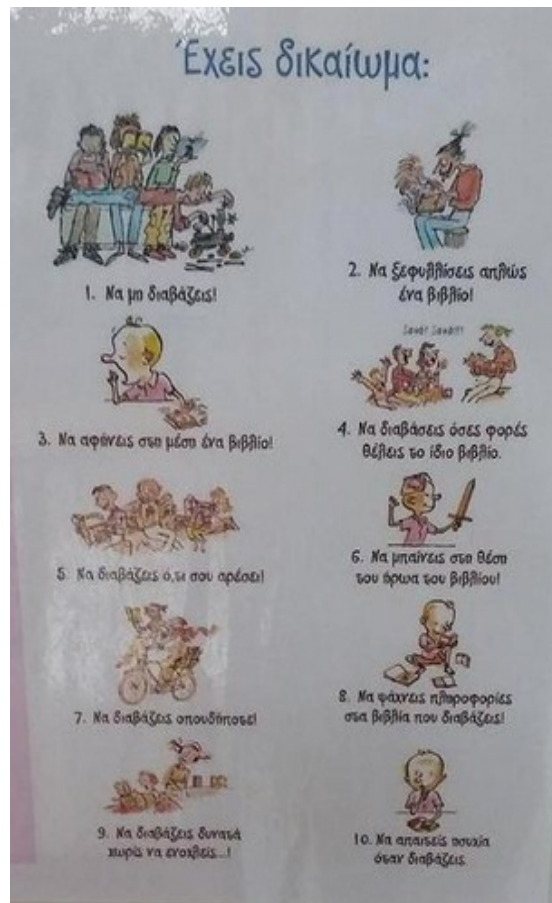 Έχεις δικαίωμα:
1. Να μη διαβάζεις!
2. Να ξεφυλλίσεις απλώς
ένα βιβλίο!
3. Να αφήνεις στη μέση ένα βιβλίο!
4. Να διαβάσεις όσες φορές
θέλεις το ίδιο βιβλίο.
5. Να διαβάζεις ό,τι σου αρέσει!
6. Να μπαίνεις στη θέση
του ήρωα του βιβλίου!
7. Να διαβάζεις οπουδήποτε!
8. Να ψάχνεις πληροφορίες
στα βιβλία που διαβάζεις!
9. Να διαβάζεις δυνατά
χωρίς να ενοχλείς...!
10. Να απαιτείς ησυχία
όταν διαβάζεις.